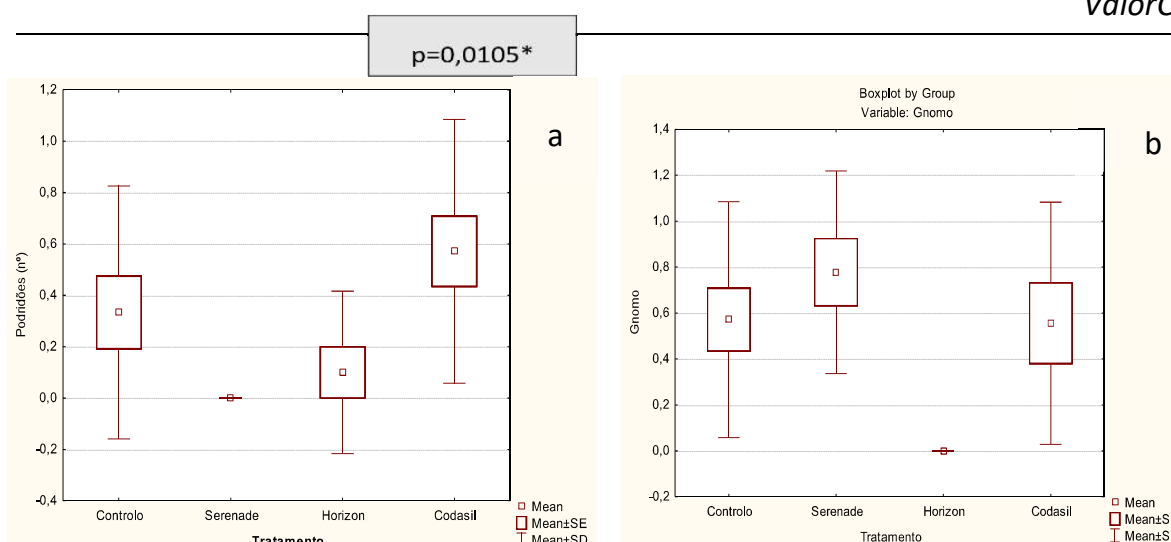 ValorC
p=0,0105*
1,2
1,0
0,8
0,6
0,4
0,2
0,0
-0,2
-0,4
Podridões (nº)
Controlo Serenade Horizon Codasil
Tratamento
Mean
Mean±SE
Mean±SD
a
Boxplot by Group
Variable: Gnomo
1,4
1,2
1,0
0,8
0,6
0,4
0,2
0,0
-0,2
Gnomo
Controlo Serenade Horizon Codasil
Tratamento
Mean
Mean±S
Mean±S
b